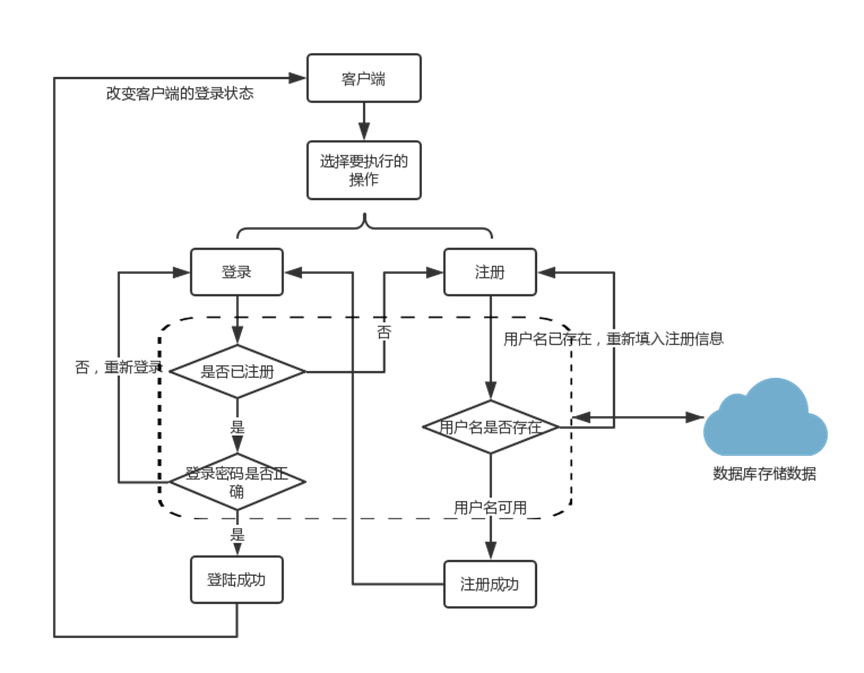 客户端
改变客户端的登录状态
选择要执行的
操作
登录
注册
否
用户名已存在，重新填入注册信息
否，重新登录
是否已注册
是
用户名是否存在
登录密码是否正
确
数据库存储数据
用户名可用
是
登陆成功
注册成功